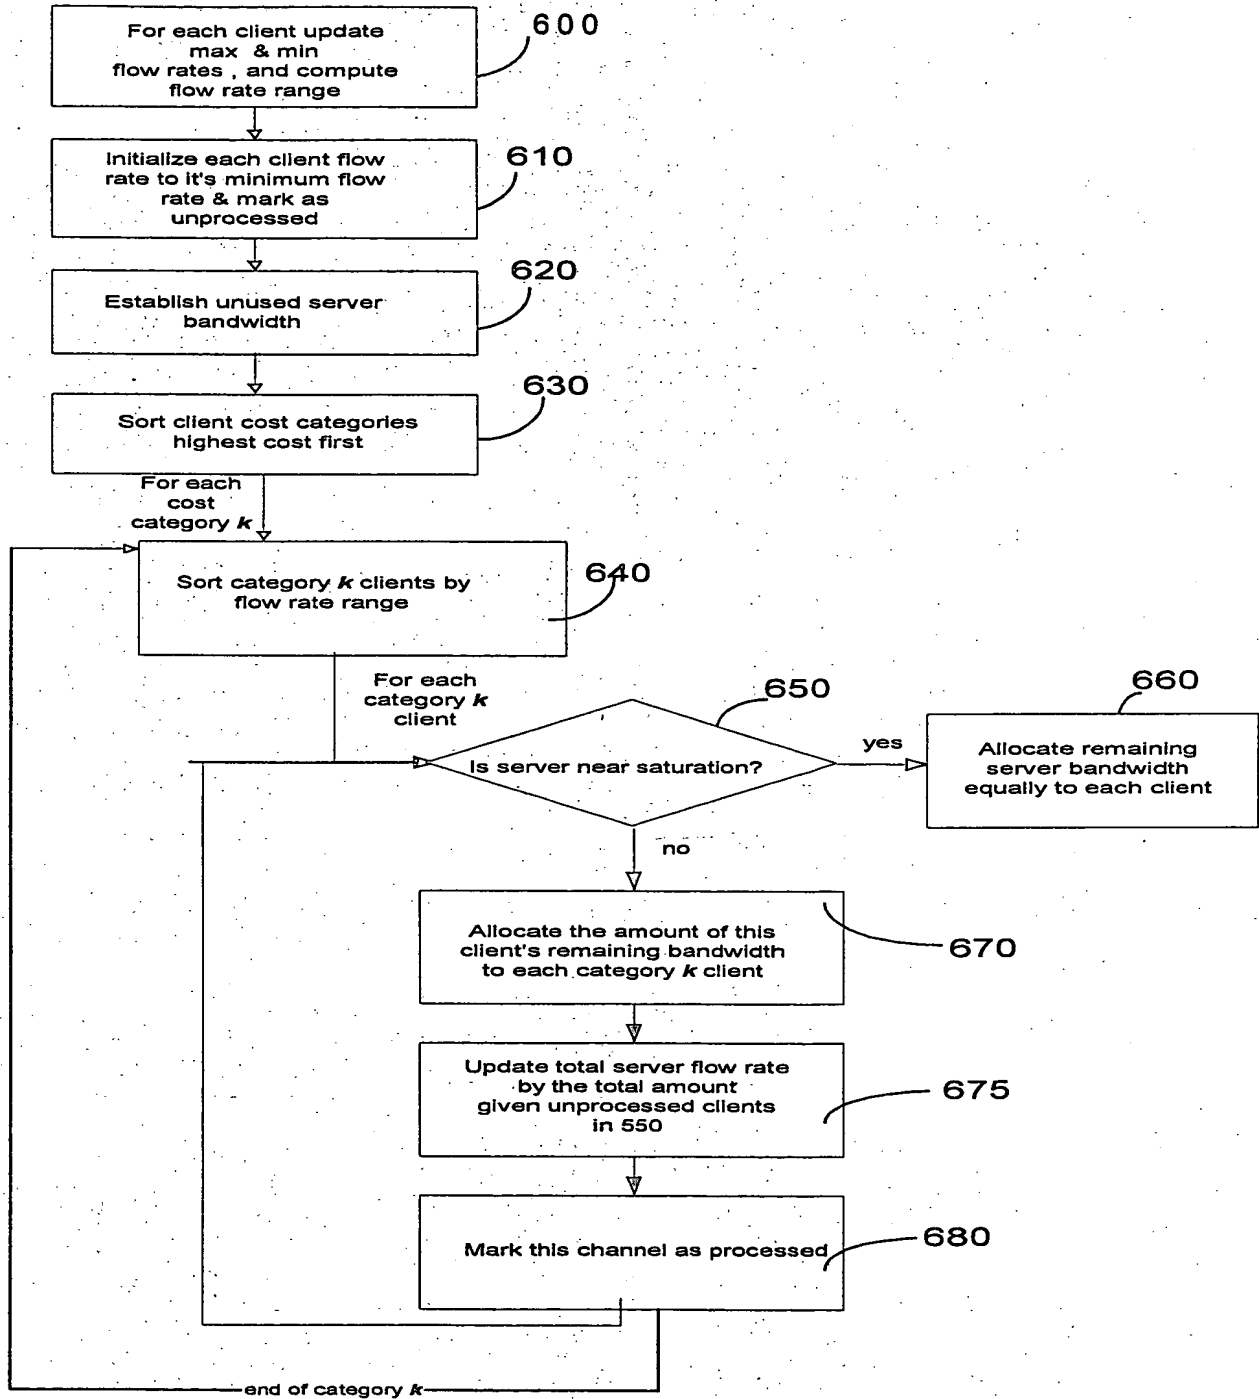 For each client update
max & min
flow rates , and compute
flow rate range
600
Initialize each client flow
rate to it's minimum flow
rate & mark as
unprocessed
610
Establish unused server
bandwidth
620
Sort client cost categories
highest cost first
630
For each
cost
category k
Sort category k clients by
flow rate range
640
For each
category k
client
Is server near saturation?
650
yes
Allocate remaining
server bandwidth
equally to each client
660
no
Allocate the amount of this
client's remaining bandwidth
to each category k client
670
Update total server flow rate
by the total amount
given unprocessed clients
in 550
675
Mark this channel as processed
680
end of category k